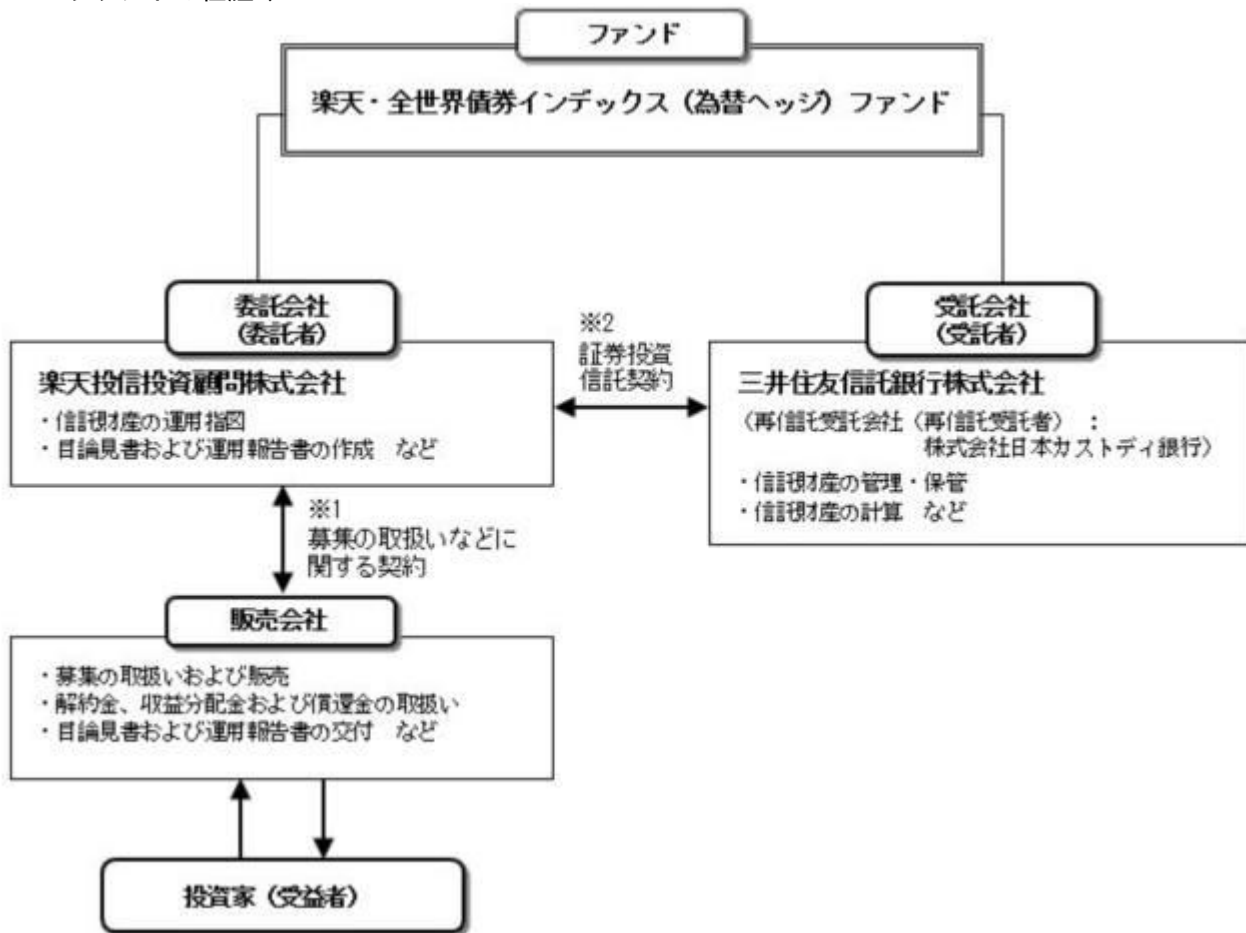 ファンド
楽天・全世界債券インデックス（為替ヘッジ）ファンド
委託会社
（委託者）
楽天投信投資顧問株式会社
・信託財産の運用指図
・目論見書および運用報告書の作成　など
※2
証券投資
信託契約
受託会社
（受託者）
三井住友信託銀行株式会社
（再信託受託会社（再信託受託者）：
株式会社日本カストディ銀行）
・信託財産の管理・保管
・信託財産の計算　など
※1
募集の取扱いなどに
関する契約
販売会社
・募集の取扱いおよび販売
・解約金、収益分配金および償還金の取扱い
・目論見書および運用報告書の交付　など
投資家（受益者）